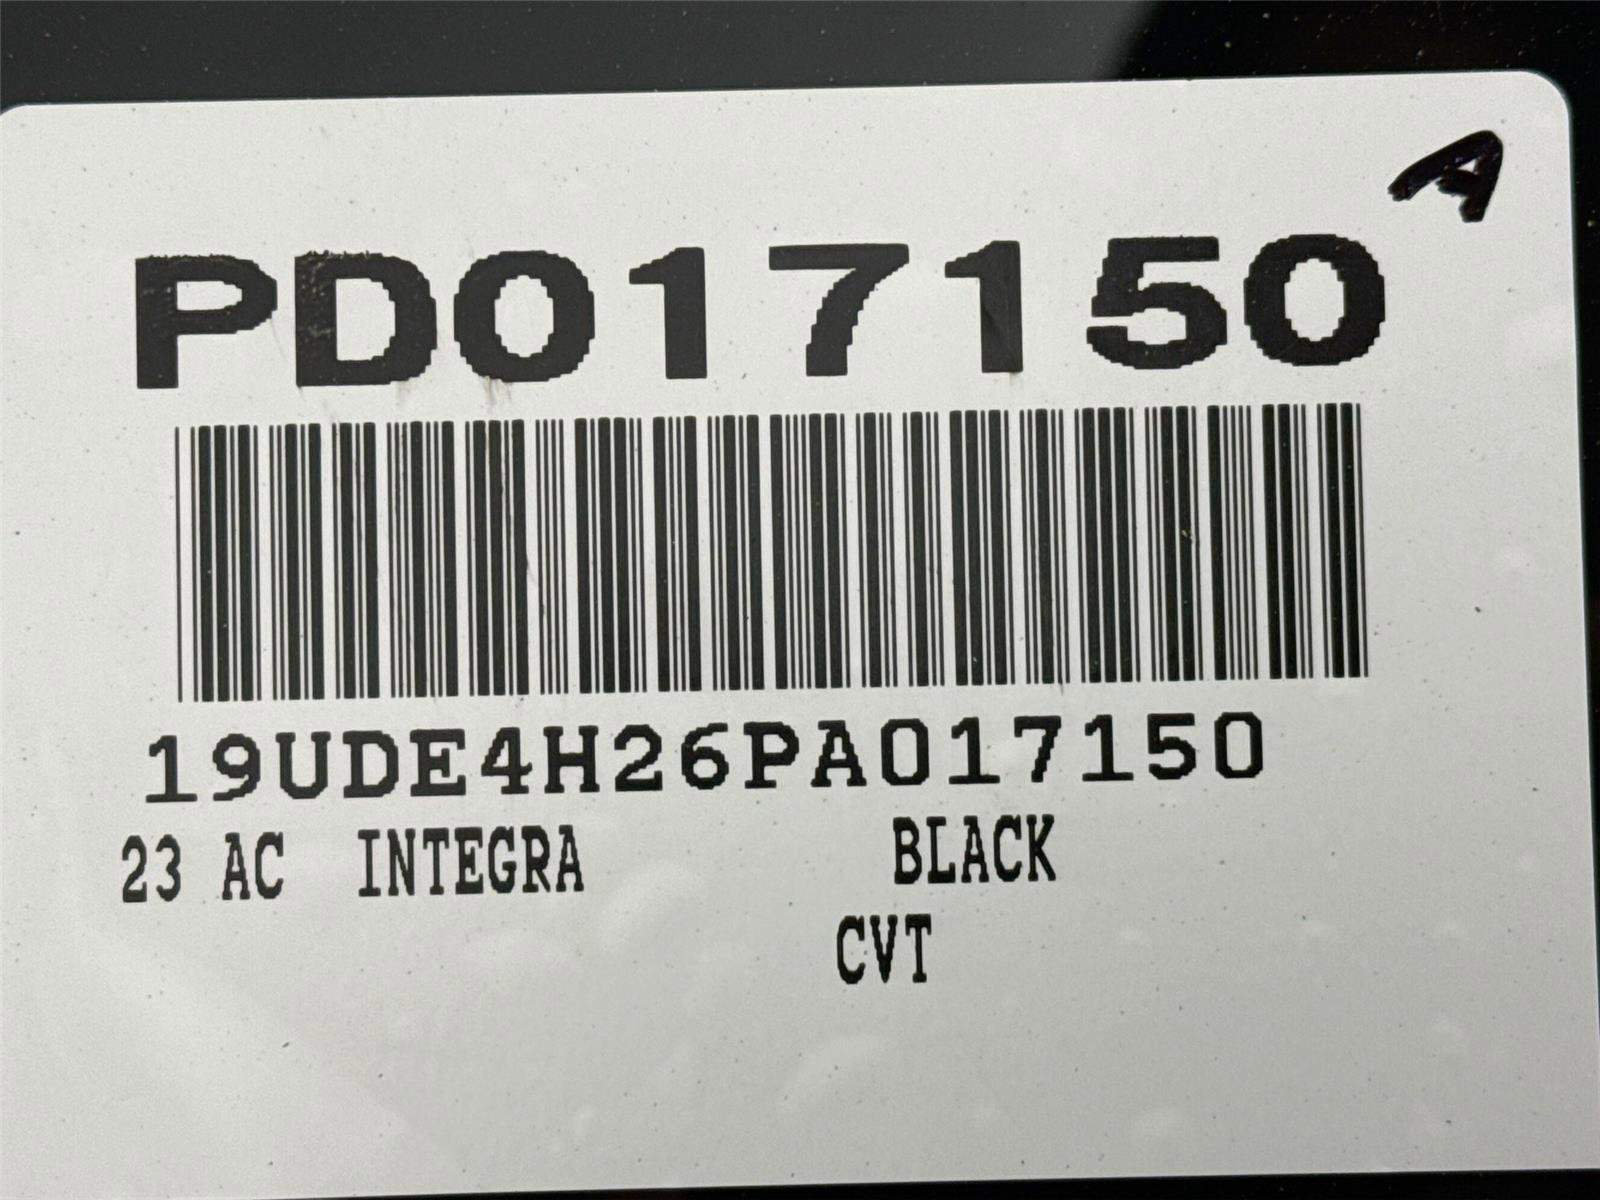 A
PD017150
19UDE4H26PA017150
23 AC INTEGRA BLACK
CVT